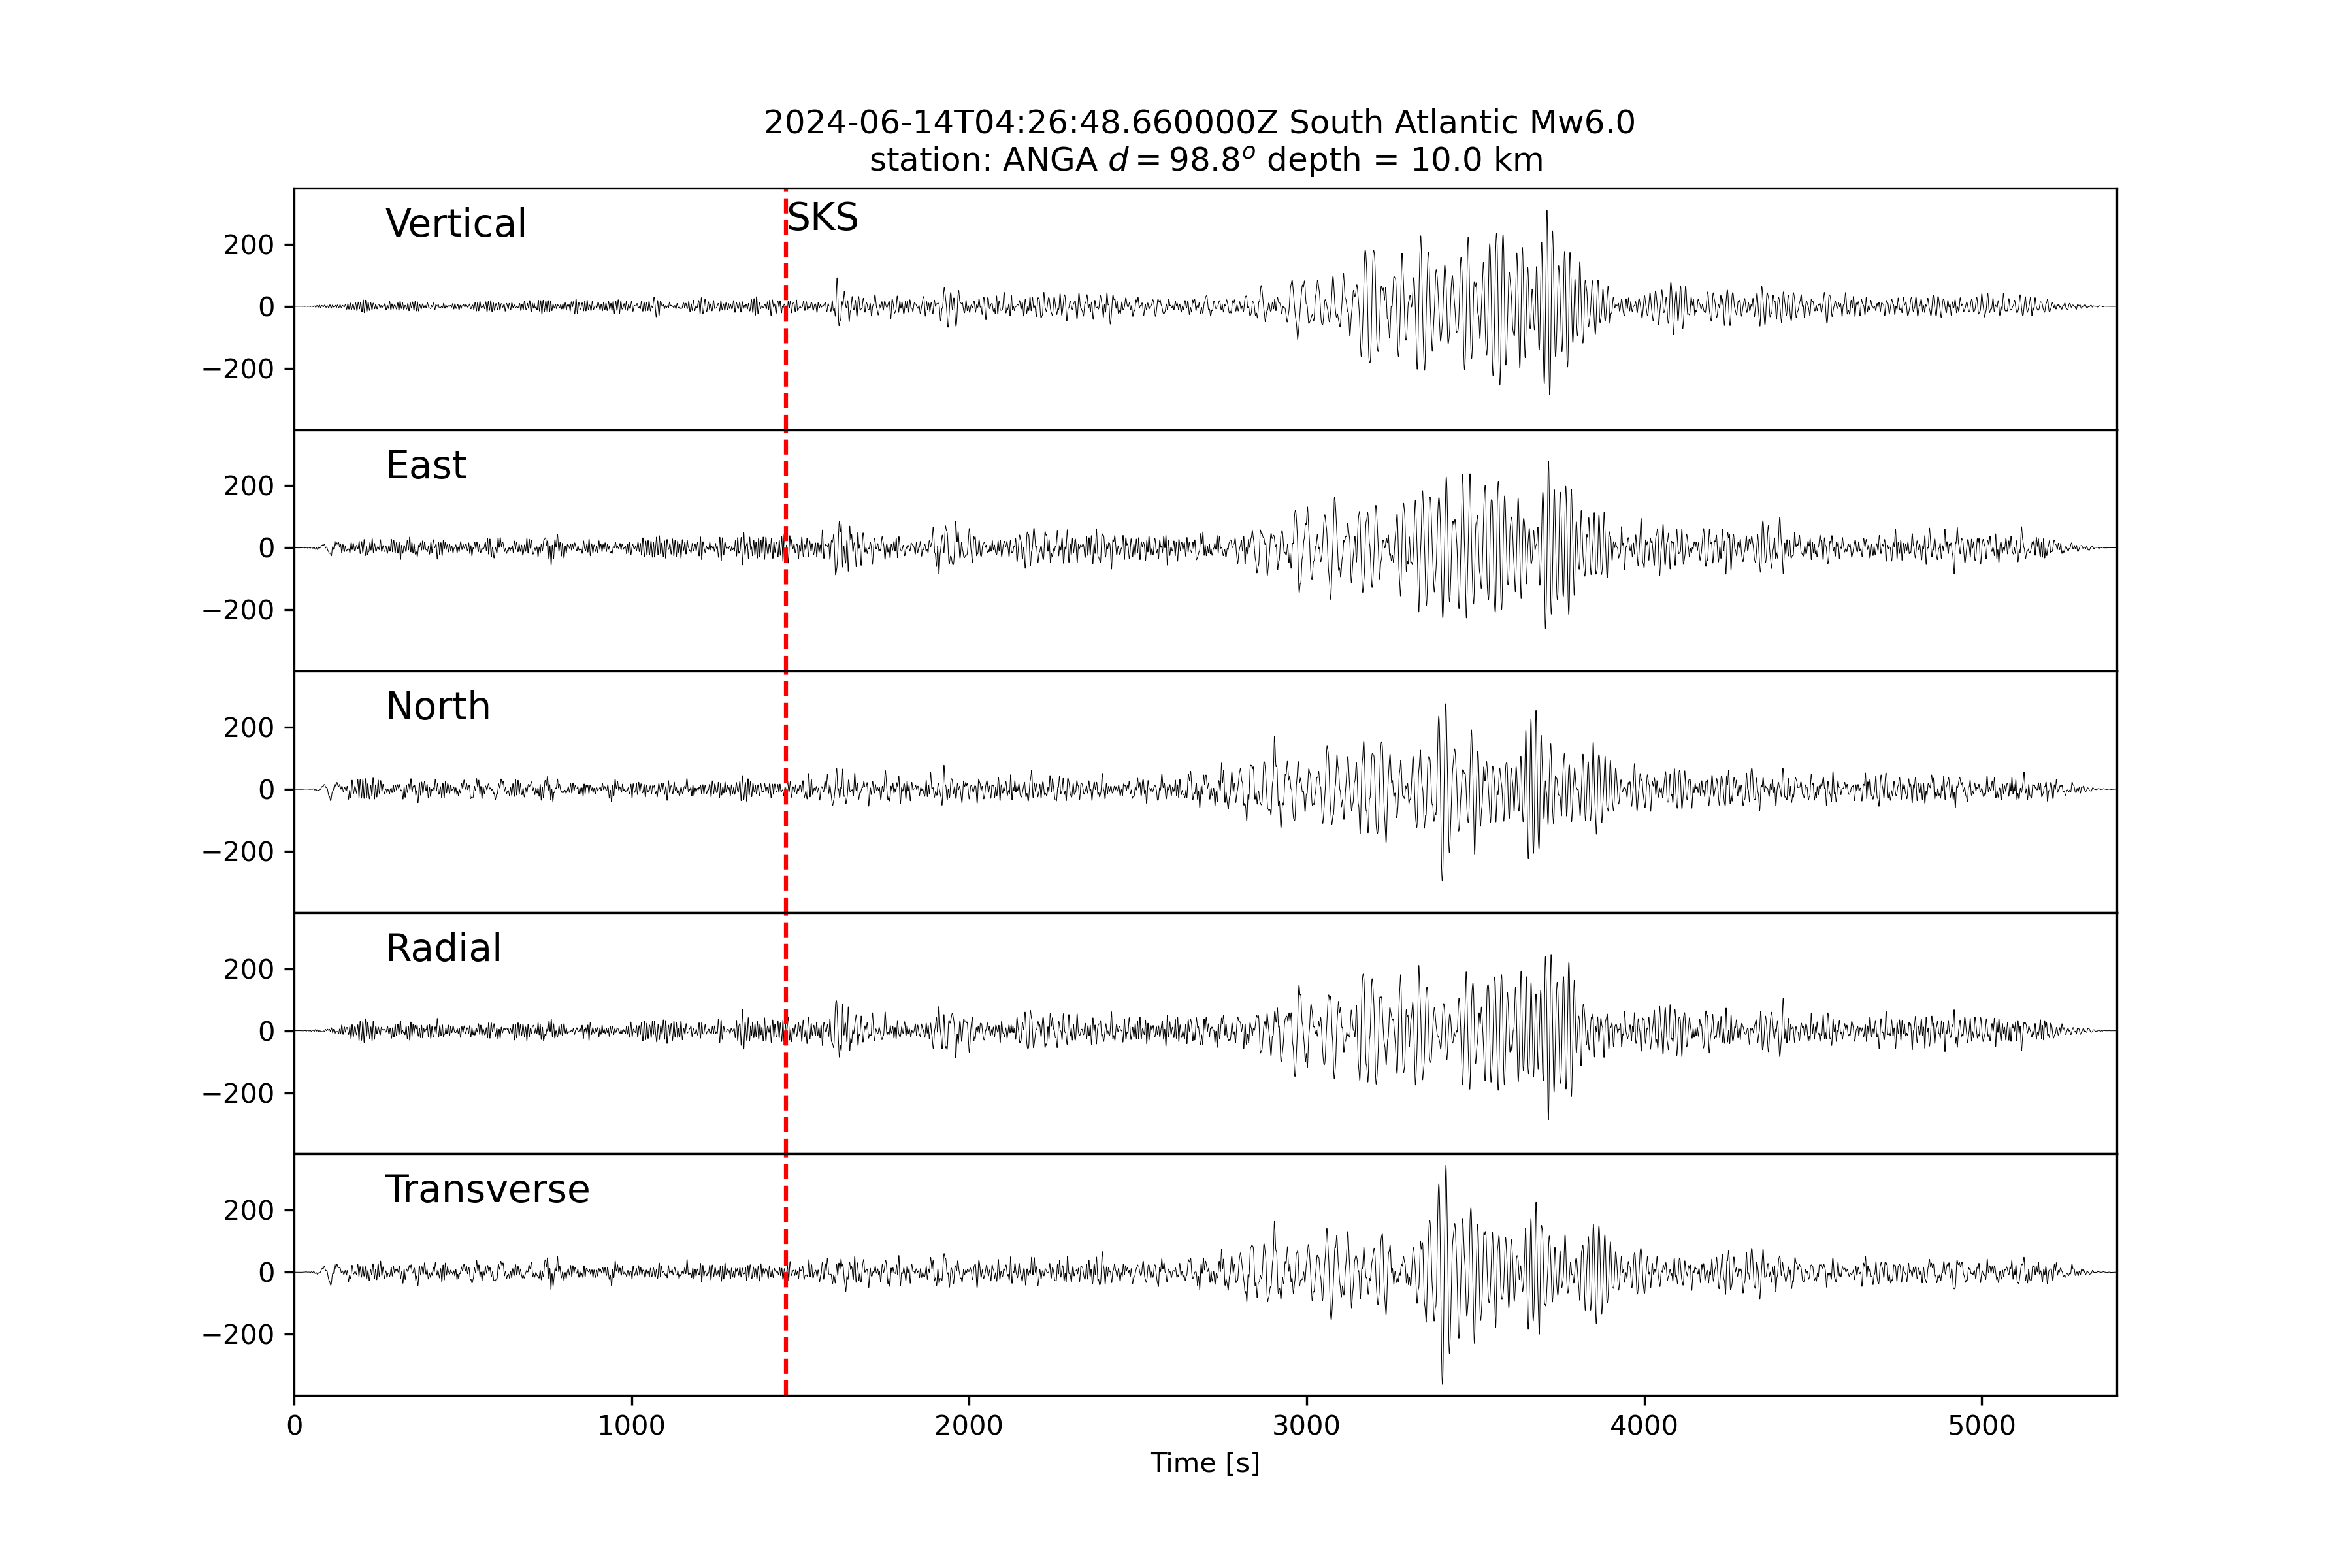 2024-06-14T04:26:48.660000Z South Atlantic Mw6.0
station: ANGA d = 98.8° depth = 10.0 km
Vertical
SKS
200
0
−200
East
200
0
−200
North
200
0
−200
Radial
200
0
−200
Transverse
200
0
−200
0 1000 2000 3000 4000 5000
Time [s]